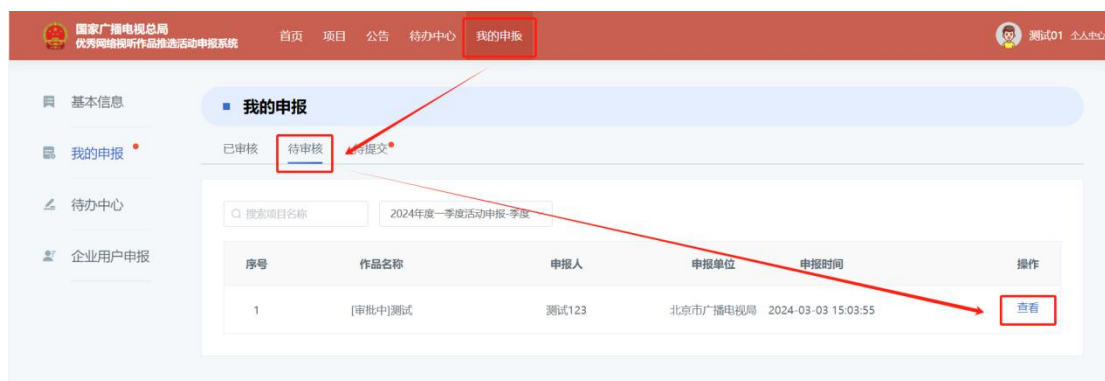 国家广播电视总局
优秀网络视听作品推选活动申报系统
首页 项目 公告 待办中心 我的申报
测试01 个人中心
基本信息
我的申报
待办中心
企业用户申报
我的申报
已审核 待审核 待提交
搜索项目名称 2024年度一季度活动申报-季度
序号 作品名称 申报人 申报单位 申报时间 操作
1 [审批中]测试 测试123 北京市广播电视局 2024-03-03 15:03:55 查看